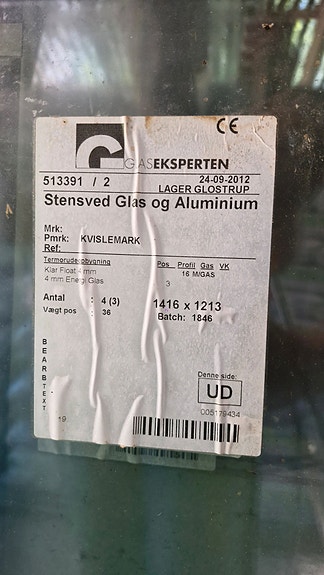 CE
GLASEKSPERTEN
513391 / 2 24-09-2012
LAGER GLOSTRUP
Stensved Glas og Aluminium
Mrk:
Pmrk: KVISLEMARK
Ref:
Termorudeopbygning Pos Profil Gas VK
Klar Float 4 mm 16 M/GAS
4 mm Energi Glas 3
Antal : 4 (3) 1416 x 1213
Vægt pos : 36 Batch: 1846
BEARBTEXT
Denne side:
UD
005179434
19